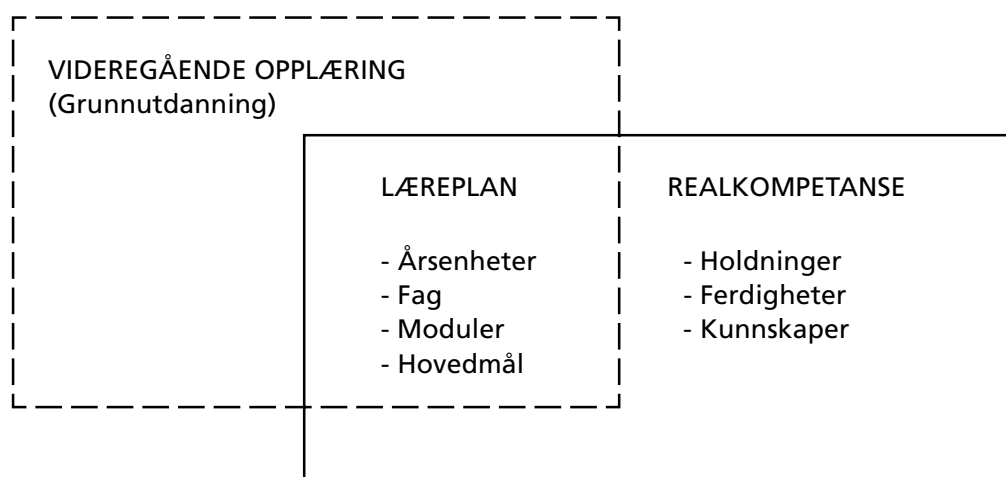 VIDEREGÅENDE OPPLÆRING
(Grunnutdanning)
LÆREPLAN
- Årsenheter
- Fag
- Moduler
- Hovedmål
REALKOMPETANSE
- Holdninger
- Ferdigheter
- Kunnskaper